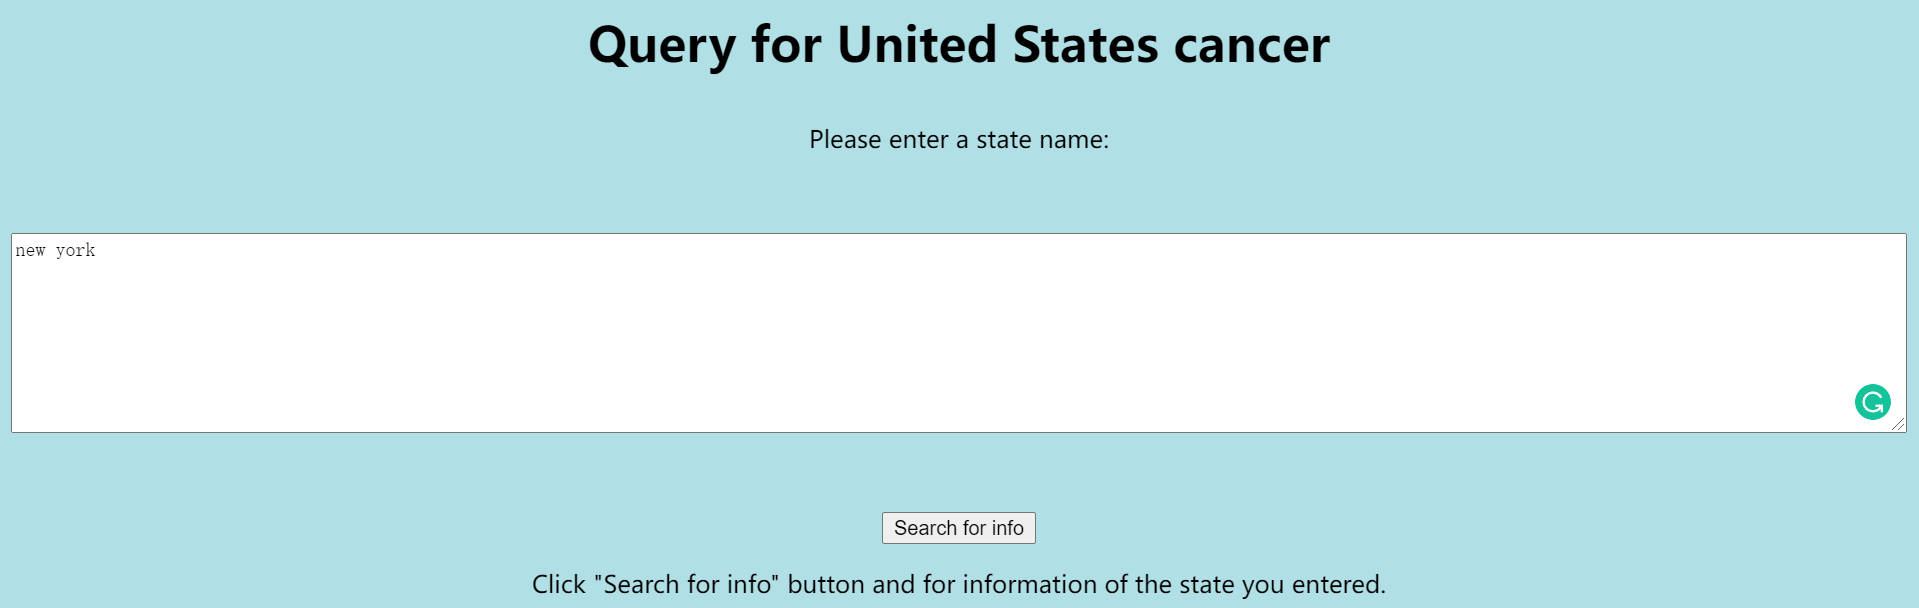 Query for United States cancer
Please enter a state name:
new york
Search for info
Click "Search for info" button and for information of the state you entered.